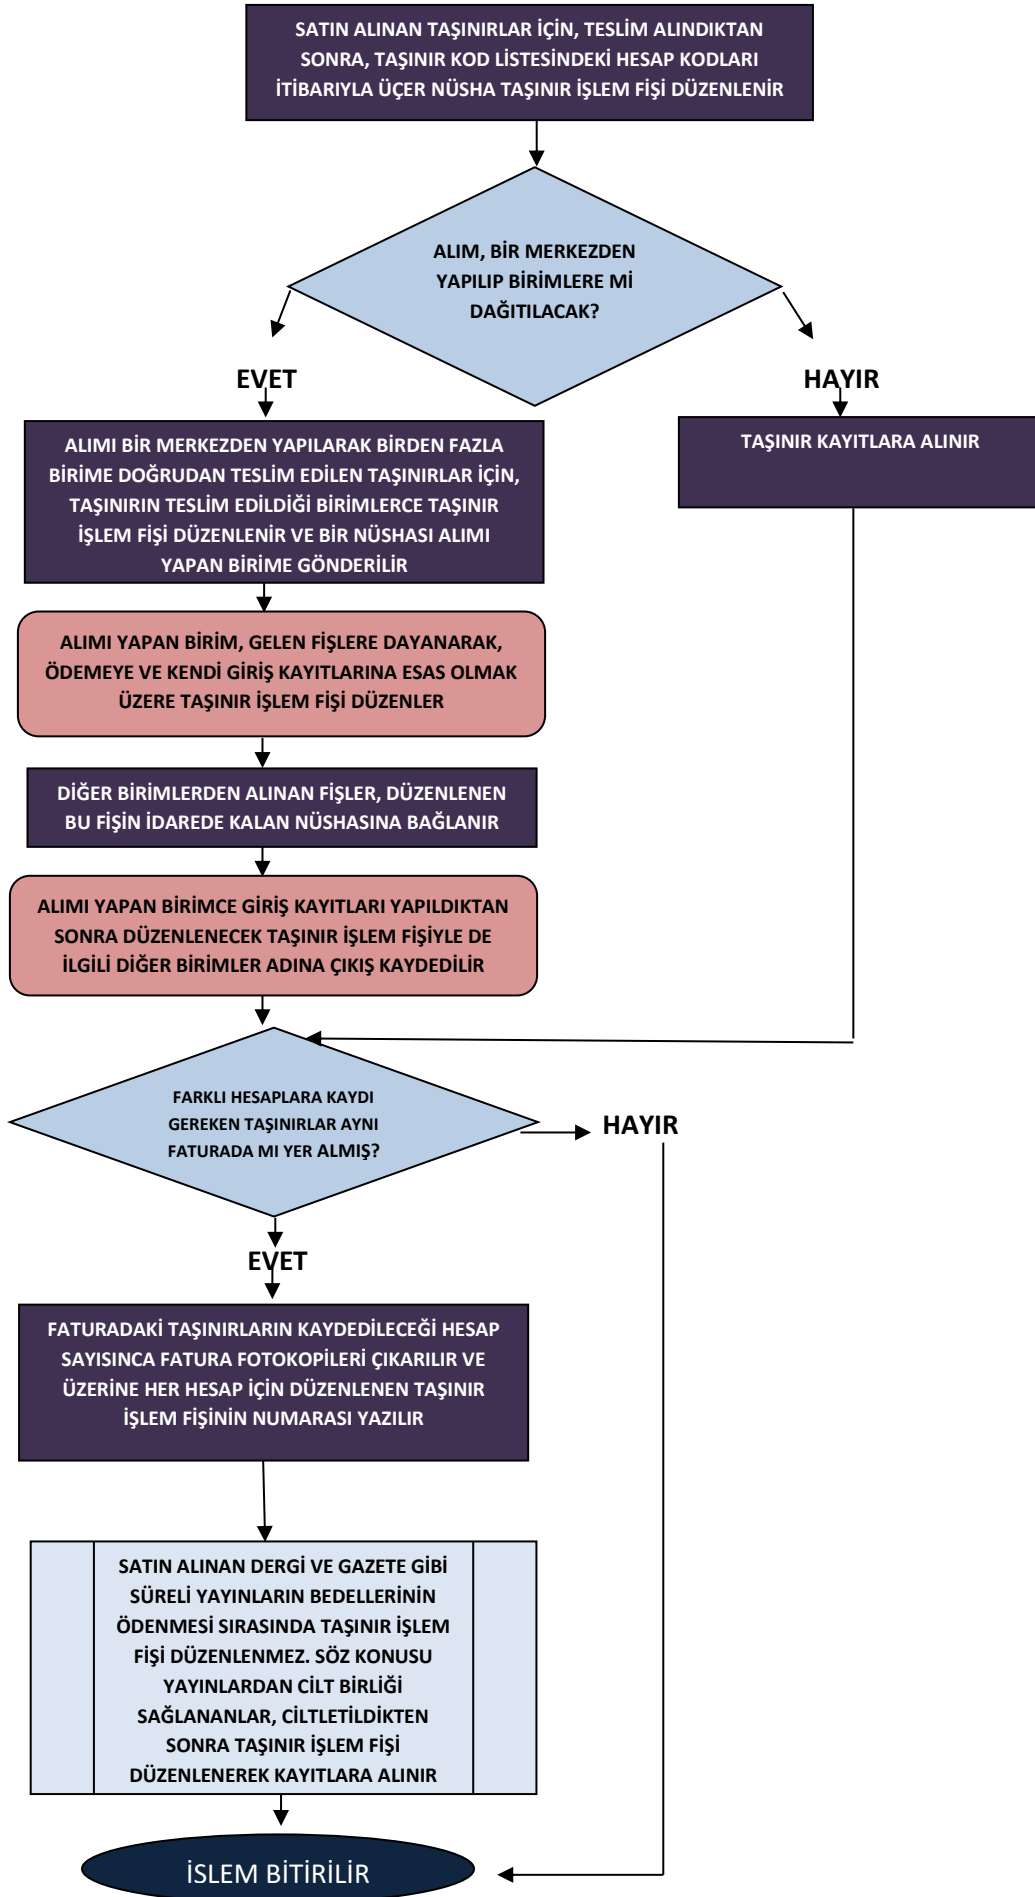 SATIN ALINAN TAŞINIRLAR İÇİN, TESLİM ALINDIKTAN
SONRA, TAŞINIR KOD LİSTESİNDEKİ HESAP KODLARI
İTİBARIYLA ÜÇER NÜSHA TAŞINIR İŞLEM FİŞİ DÜZENLENİR
ALIM, BİR MERKEZDEN
YAPILIP BİRİMLERE Mİ
DAĞITILACAK?
EVET
HAYIR
ALIMI BİR MERKEZDEN YAPILARAK BİRDEN FAZLA
BİRİME DOĞRUDAN TESLİM EDİLEN TAŞINIRLAR İÇİN,
TAŞINIRIN TESLİM EDİLDİĞİ BİRİMLERCE TAŞINIR
İŞLEM FİŞİ DÜZENLENİR VE BİR NÜSHASI ALIMI
YAPAN BİRİME GÖNDERİLİR
TAŞINIR KAYITLARA ALINIR
ALIMI YAPAN BİRİM, GELEN FİŞLERE DAYANARAK,
ÖDEMEYE VE KENDİ GİRİŞ KAYITLARINA ESAS OLMAK
ÜZERE TAŞINIR İŞLEM FİŞİ DÜZENLER
DİĞER BİRİMLERDEN ALINAN FİŞLER, DÜZENLENEN
BU FİŞİN İDAREDE KALAN NÜSHASINA BAĞLANIR
ALIMI YAPAN BİRİMCE GİRİŞ KAYITLARI YAPILDIKTAN
SONRA DÜZENLENECEK TAŞINIR İŞLEM FİŞİYLE DE
İLGİLİ DİĞER BİRİMLER ADINA ÇIKIŞ KAYDEDİLİR
FARKLI HESAPLARA KAYDI
GEREKEN TAŞINIRLAR AYNI
FATURADA MI YER ALMIŞ?
HAYIR
EVET
FATURADAKİ TAŞINIRLARIN KAYDEDİLECEĞİ HESAP
SAYISINCA FATURA FOTOKOPİLERİ ÇIKARILIR VE
ÜZERİNE HER HESAP İÇİN DÜZENLENEN TAŞINIR
İŞLEM FİŞİNİN NUMARASI YAZILIR
SATIN ALINAN DERGİ VE GAZETE GİBİ
SÜRELİ YAYINLARIN BEDELLERİNİN
ÖDENMESİ SIRASINDA TAŞINIR İŞLEM
FİŞİ DÜZENLENMEZ. SÖZ KONUSU
YAYINLARDAN CİLT BİRLİĞİ
SAĞLANANLAR, CİLTLETİLDİKTEN
SONRA TAŞINIR İŞLEM FİŞİ
DÜZENLENEREK KAYITLARA ALINIR
İSLEM BİTİRİLİR